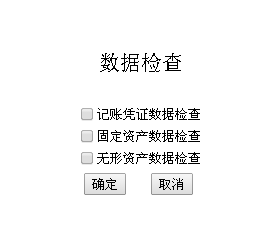 数据检查
记账凭证数据检查
固定资产数据检查
无形资产数据检查
确定 取消